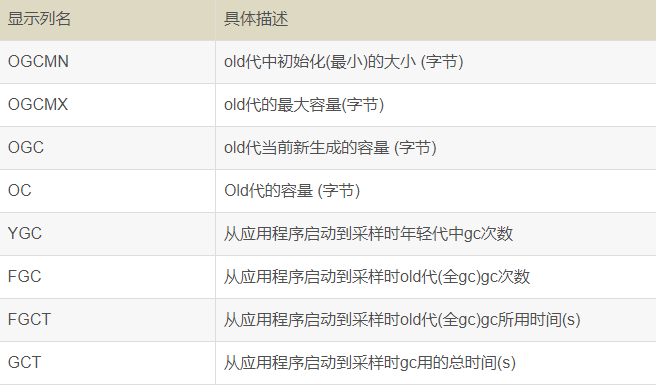 显示列名 具体描述
OGCMN old代中初始化(最小)的大小 (字节)
OGCMX old代的最大容量(字节)
OGC old代当前新生成的容量 (字节)
OC Old代的容量 (字节)
YGC 从应用程序启动到采样时年轻代中gc次数
FGC 从应用程序启动到采样时old代(全gc)gc次数
FGCT 从应用程序启动到采样时old代(全gc)gc所用时间(s)
GCT 从应用程序启动到采样时gc用的总时间(s)